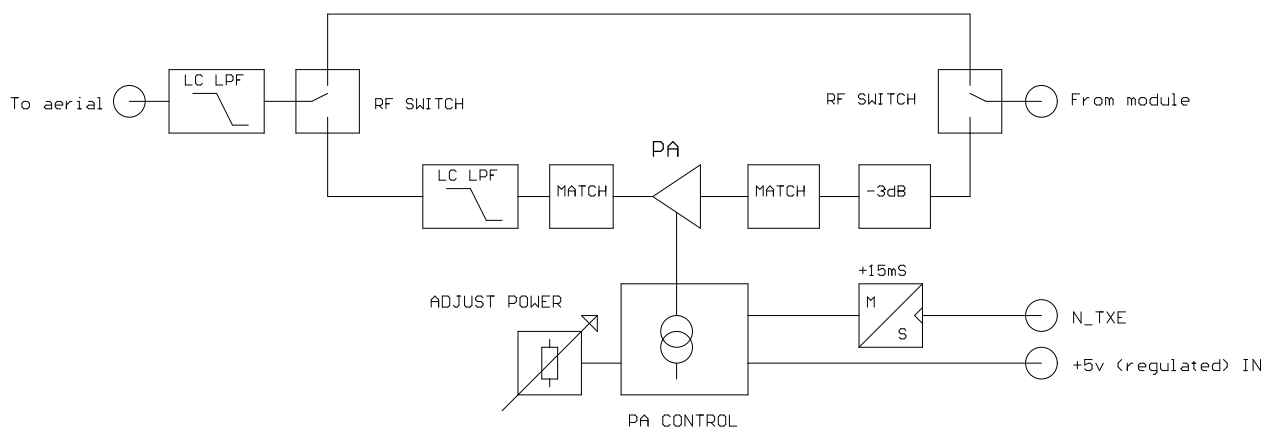 LC LPF
To aerial
RF SWITCH
RF SWITCH
From module
PA
LC LPF
MATCH
MATCH
-3dB
+15mS
ADJUST POWER
M
S
N_TXE
+5v (regulated) IN
PA CONTROL